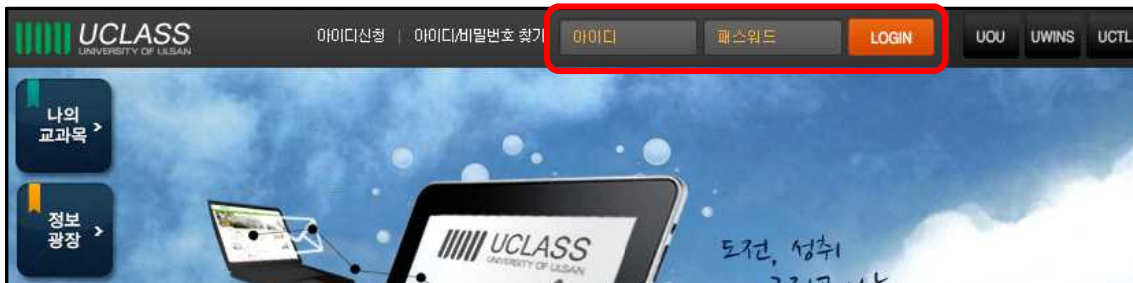 UCLASS
UNIVERSITY OF ULSAN
아이디신청 | 아이디/비밀번호 찾기 아이디 패스워드 LOGIN UOU UWINS UCTL
나의
교과목
정보
광장
UCLASS
UNIVERSITY OF ULSAN
도전, 성취